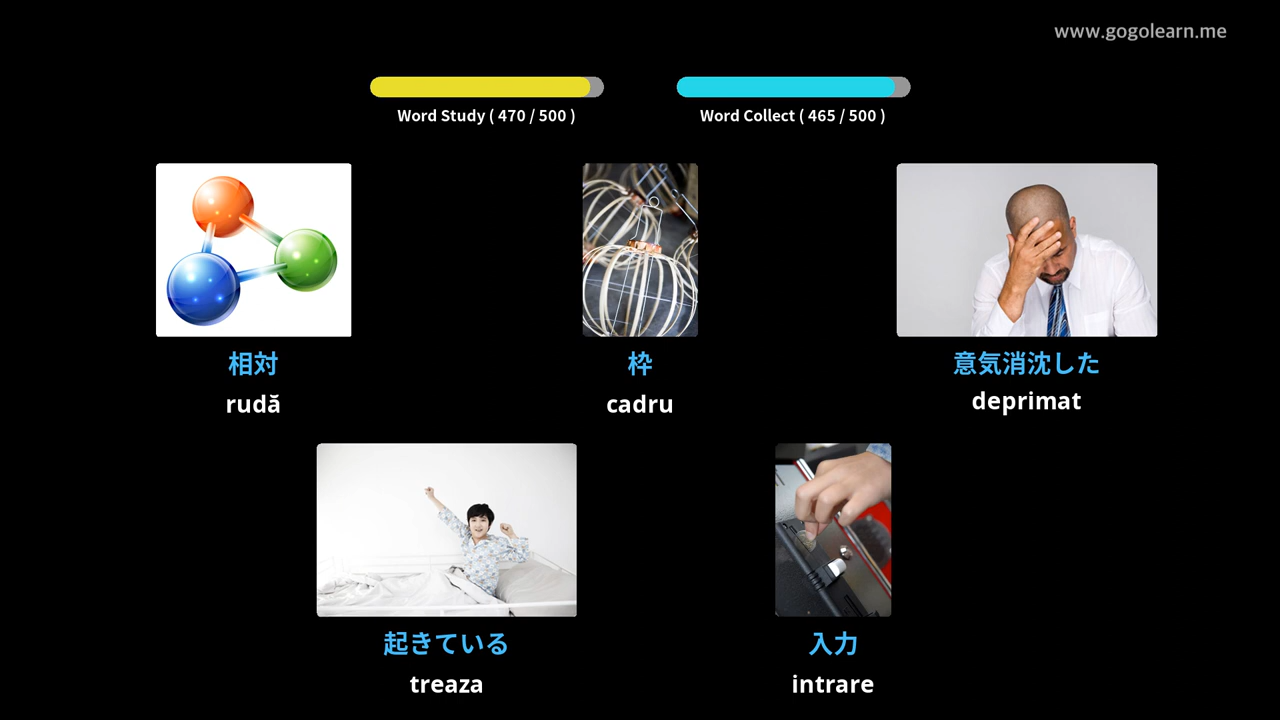 www.gogolearn.me
Word Study ( 470 / 500 )
Word Collect ( 465 / 500 )
相対
rudă
枠
cadru
意気消沈した
deprimat
起きている
treaza
入力
intrare